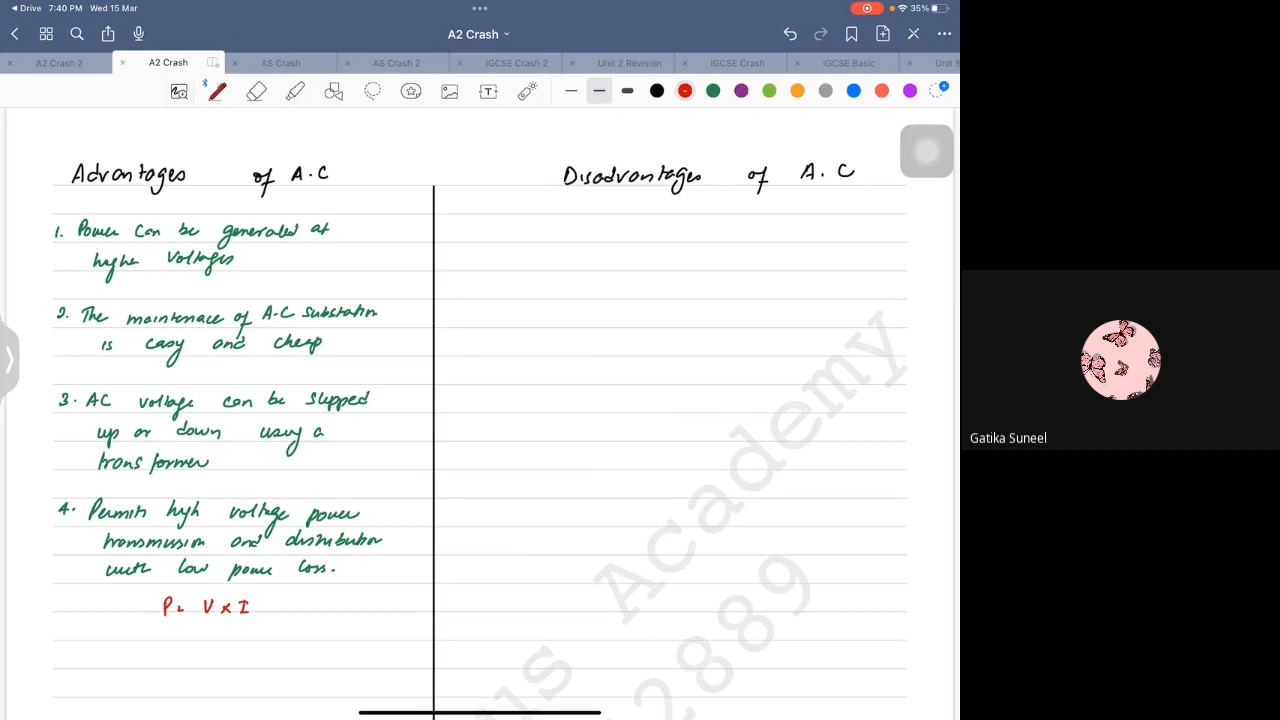 Drive 7:40 PM Wed 15 Mar
35%
A2 Crash
A2 Crash 2
A2 Crash
AS Crash
AS Crash 2
IGCSE Crash 2
Unit 2 Revision
IGCSE Crash
IGCSE Basic
Unit 5
Advantages of A.C
Disadvantages of A.C
1. Power can be generated at
higher voltages
2. The maintenace of A.C substation
is easy and cheap
3. AC voltage can be stepped
up or down using a
transformer
4. Permits high voltage power
transmission and distribution
with low power loss.
P = V × I
Academy
2889
Gatika Suneel